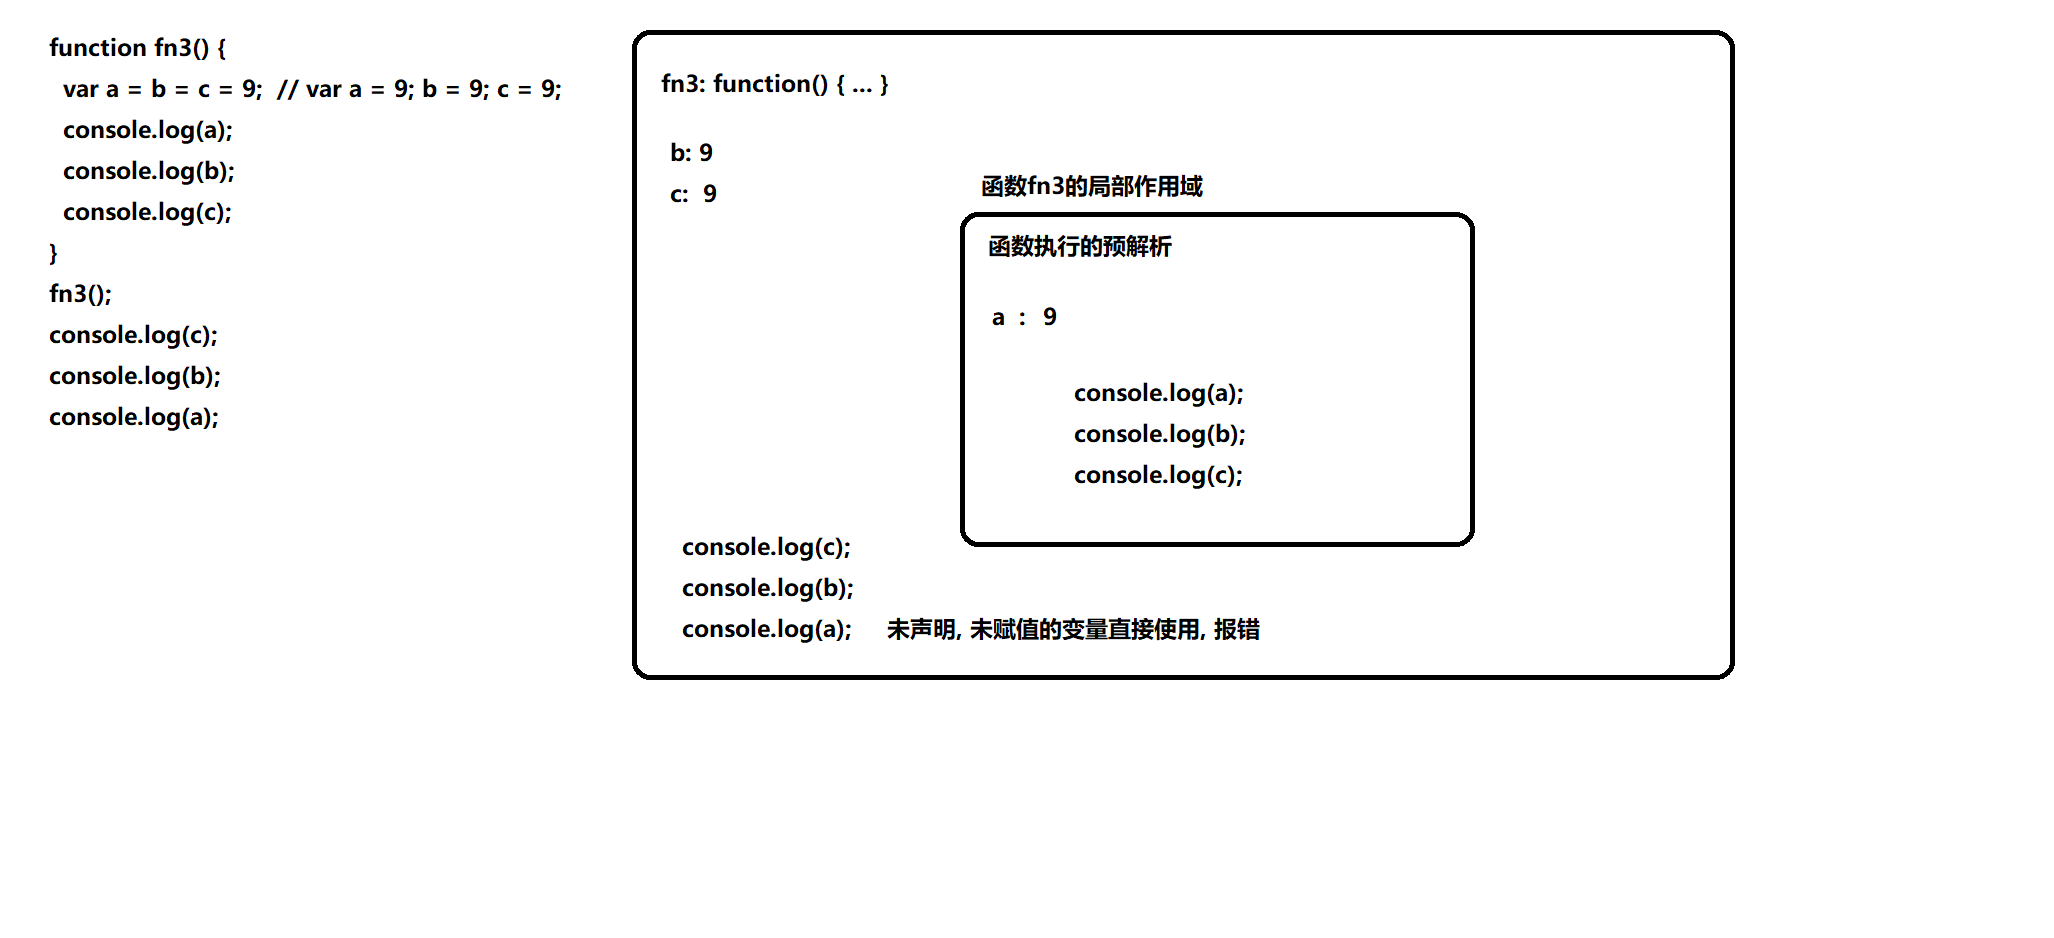 function fn3() {
var a = b = c = 9;  // var a = 9; b = 9; c = 9;
console.log(a);
console.log(b);
console.log(c);
}
fn3();
console.log(c);
console.log(b);
console.log(a);
fn3: function() { ... }
b: 9
c:  9
函数fn3的局部作用域
函数执行的预解析
a  :  9
console.log(a);
console.log(b);
console.log(c);
console.log(c);
console.log(b);
console.log(a);    未声明, 未赋值的变量直接使用, 报错